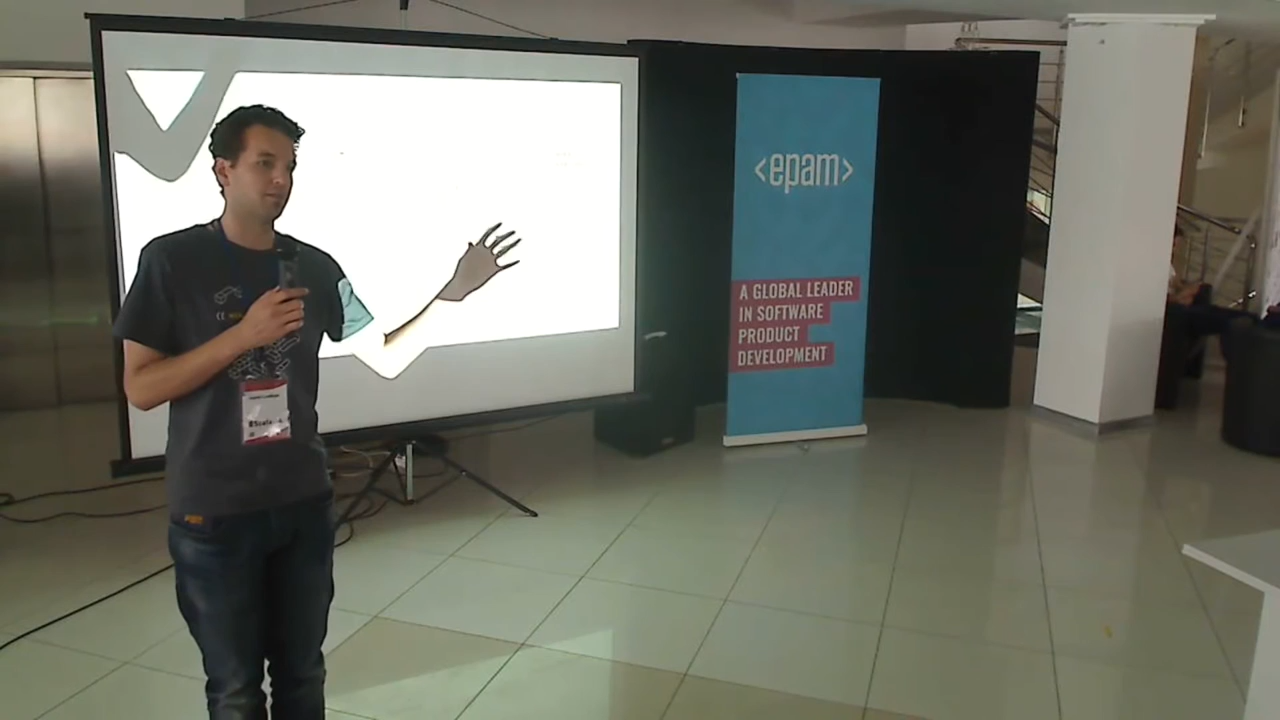 <epam>
A GLOBAL LEADER
IN SOFTWARE
PRODUCT
DEVELOPMENT